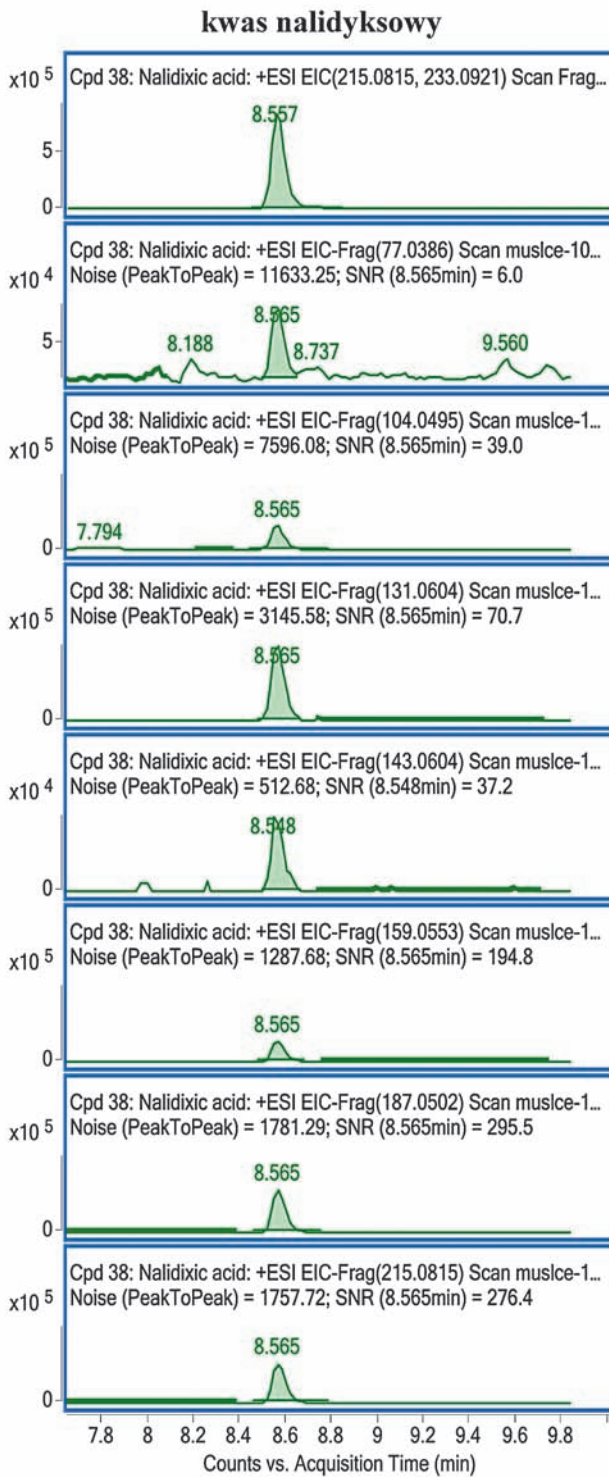 kwas nalidyksowy
x10 5
Cpd 38: Nalidixic acid: +ESI EIC(215.0815, 233.0921) Scan Frag...
8.557
5
0
Cpd 38: Nalidixic acid: +ESI EIC-Frag(77.0386) Scan muslce-10...
x10 4
Noise (PeakToPeak) = 11633.25; SNR (8.565min) = 6.0
8.565
5
8.188
8.737
9.560
Cpd 38: Nalidixic acid: +ESI EIC-Frag(104.0495) Scan muslce-1...
x10 5
Noise (PeakToPeak) = 7596.08; SNR (8.565min) = 39.0
8.565
7.794
0
Cpd 38: Nalidixic acid: +ESI EIC-Frag(131.0604) Scan muslce-1...
x10 5
Noise (PeakToPeak) = 3145.58; SNR (8.565min) = 70.7
8.565
0
Cpd 38: Nalidixic acid: +ESI EIC-Frag(143.0604) Scan muslce-1...
x10 4
Noise (PeakToPeak) = 512.68; SNR (8.548min) = 37.2
8.548
0
Cpd 38: Nalidixic acid: +ESI EIC-Frag(159.0553) Scan muslce-1...
x10 5
Noise (PeakToPeak) = 1287.68; SNR (8.565min) = 194.8
8.565
0
Cpd 38: Nalidixic acid: +ESI EIC-Frag(187.0502) Scan muslce-1...
x10 5
Noise (PeakToPeak) = 1781.29; SNR (8.565min) = 295.5
8.565
0
Cpd 38: Nalidixic acid: +ESI EIC-Frag(215.0815) Scan muslce-1...
x10 5
Noise (PeakToPeak) = 1757.72; SNR (8.565min) = 276.4
8.565
0
7.8 8 8.2 8.4 8.6 8.8 9 9.2 9.4 9.6 9.8
Counts vs. Acquisition Time (min)